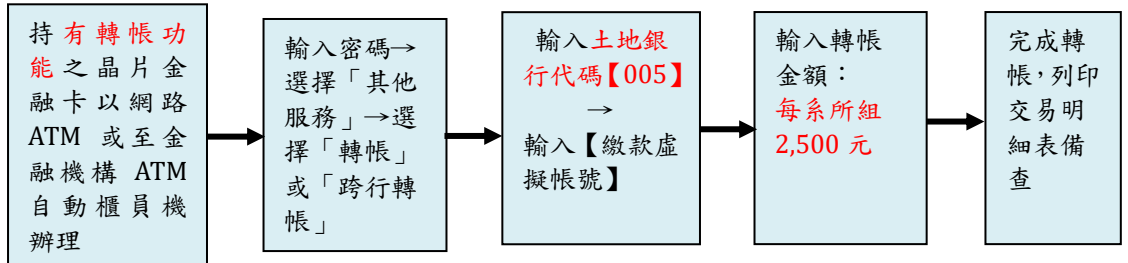 持有轉帳功
能之晶片金
融卡以網路
ATM 或至金
融機構 ATM
自動櫃員機
辦理
輸入密碼→
選擇「其他
服務」→選
擇「轉帳」
或「跨行轉
帳」
輸入土地銀
行代碼【005】
→
輸入【繳款虛
擬帳號】
輸入轉帳
金額：
每系所組
2,500 元
完成轉
帳，列印
交易明
細表備
查